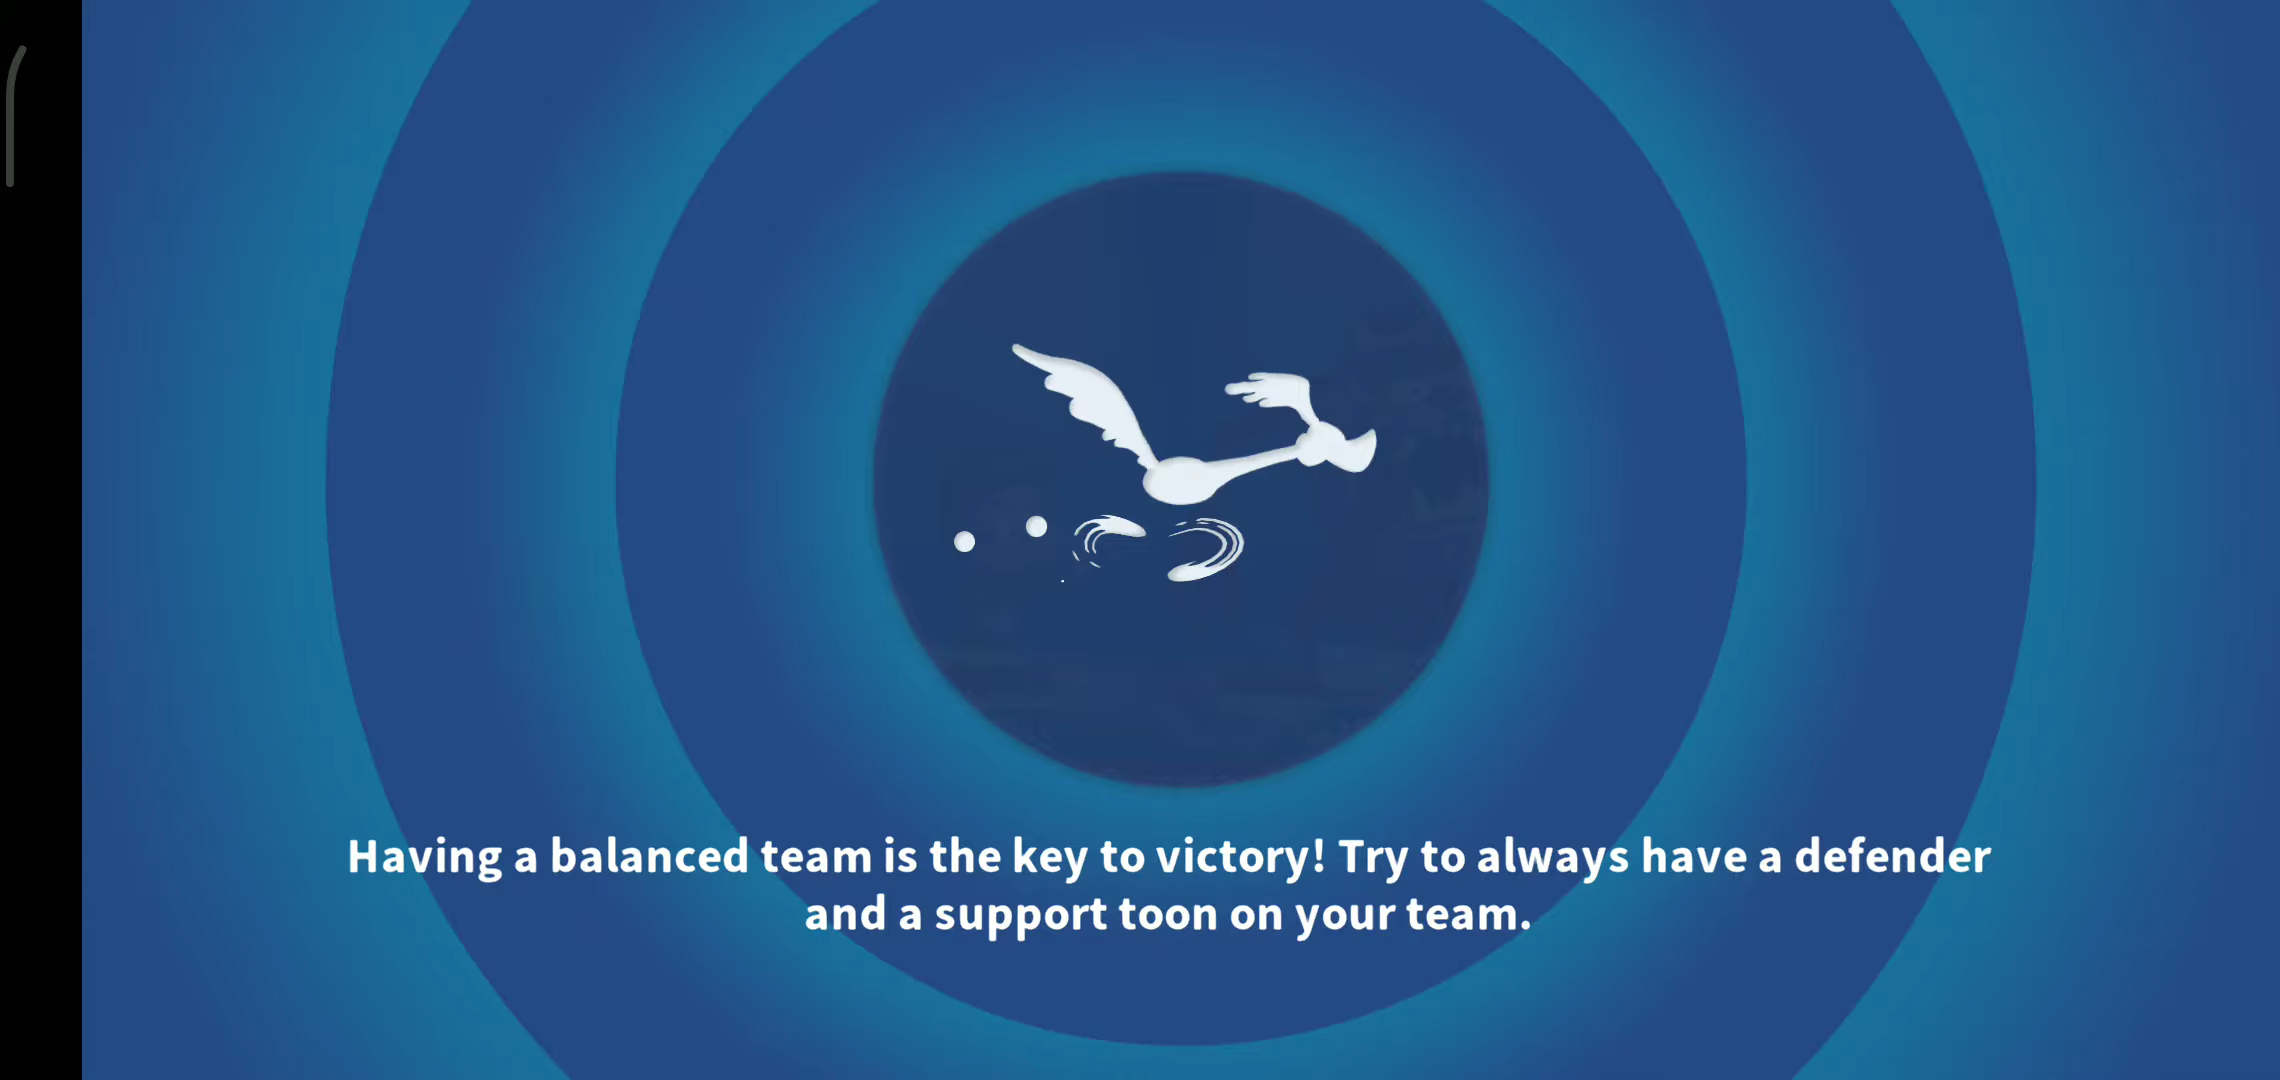 Having a balanced team is the key to victory! Try to always have a defender
and a support toon on your team.